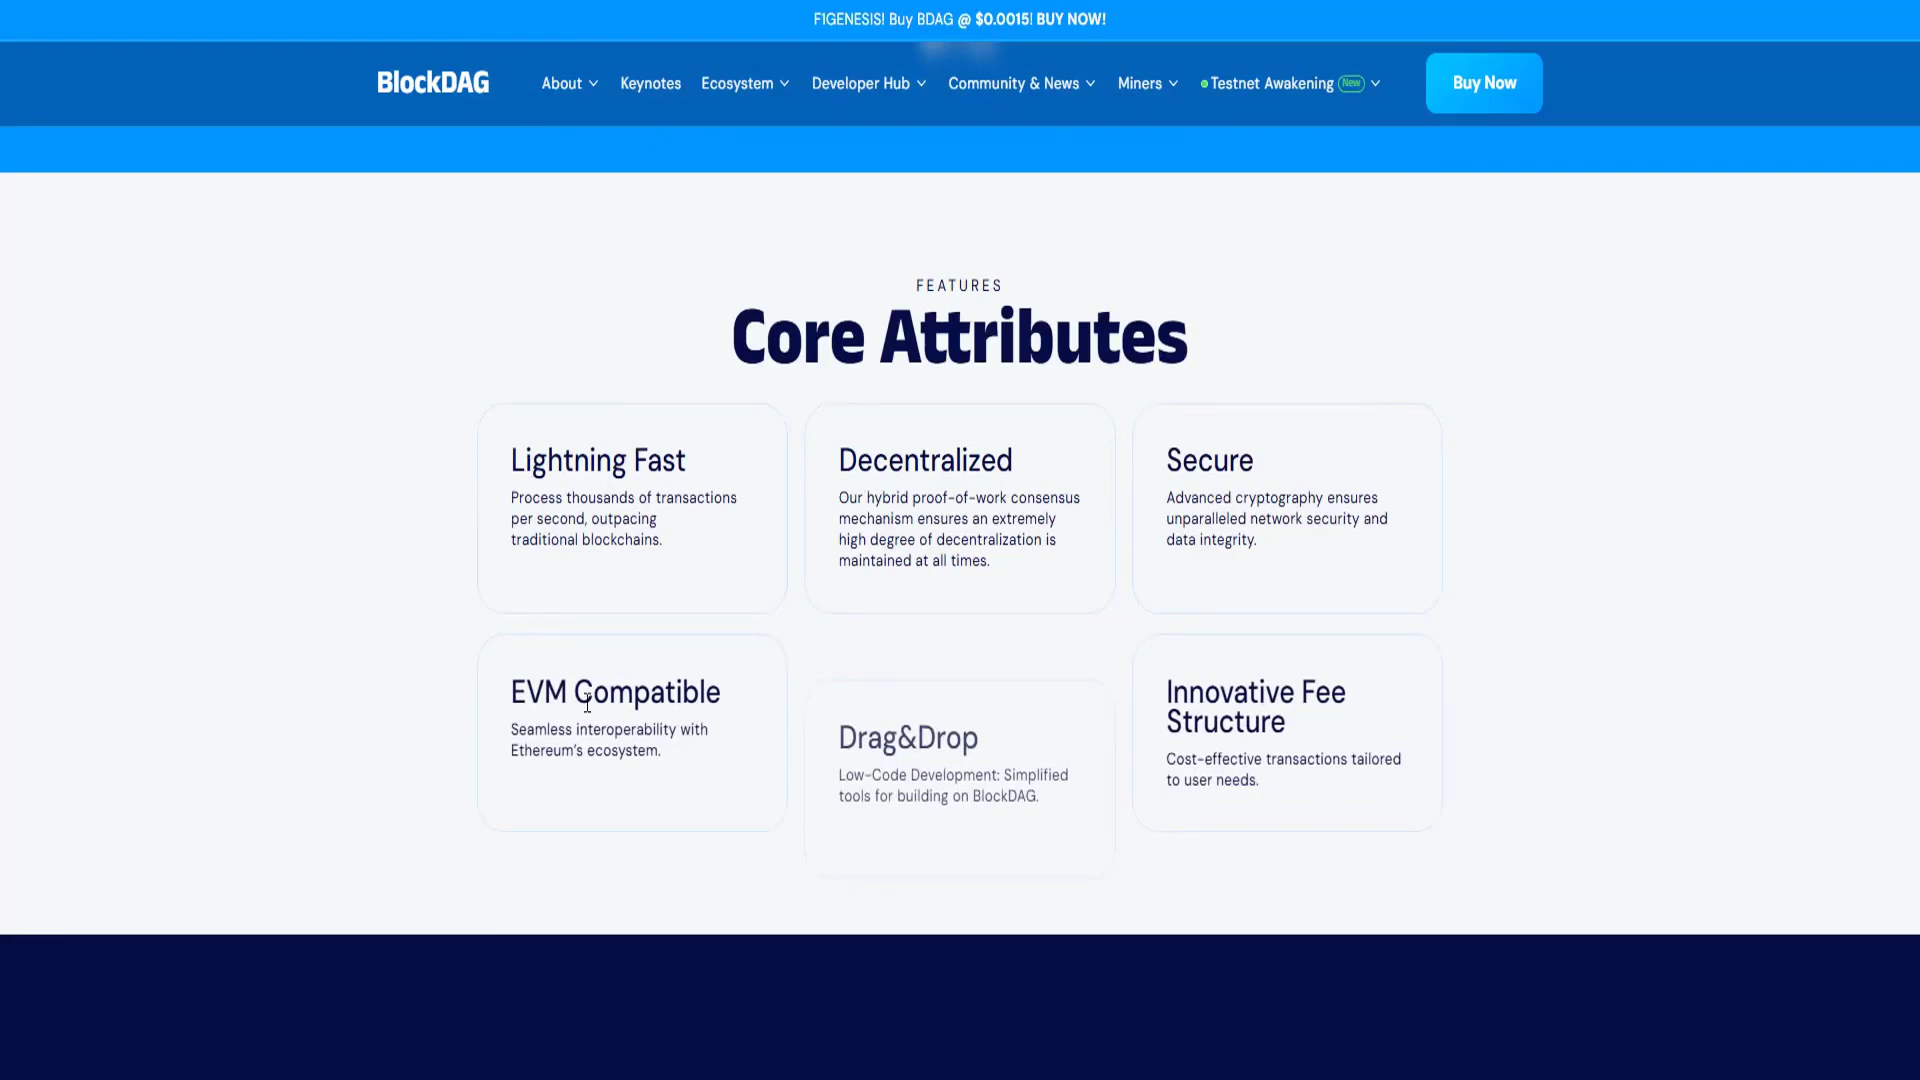 F1GENESIS! Buy BDAG @ $0.0015! BUY NOW!
BlockDAG
About
Keynotes
Ecosystem
Developer Hub
Community & News
Miners
Testnet Awakening New
Buy Now
FEATURES
Core Attributes
Lightning Fast
Process thousands of transactions
per second, outpacing
traditional blockchains.
Decentralized
Our hybrid proof-of-work consensus
mechanism ensures an extremely
high degree of decentralization is
maintained at all times.
Secure
Advanced cryptography ensures
unparalleled network security and
data integrity.
EVM Compatible
Seamless interoperability with
Ethereum’s ecosystem.
Drag&Drop
Low-Code Development: Simplified
tools for building on BlockDAG.
Innovative Fee
Structure
Cost-effective transactions tailored
to user needs.